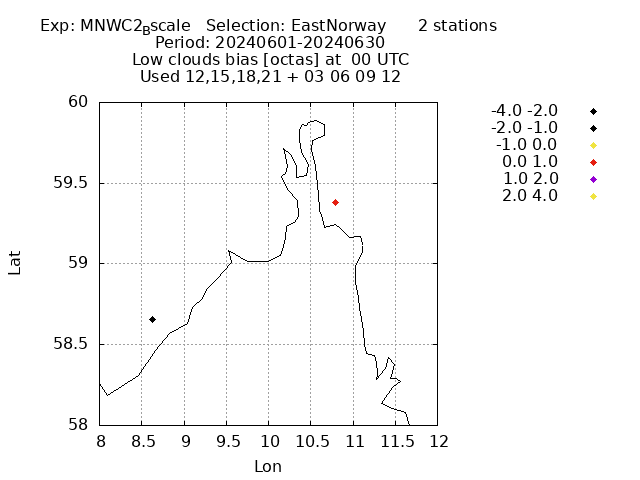 Exp: MNWC2_Bscale   Selection: EastNorway      2 stations
Period: 20240601-20240630
Low clouds bias [octas] at  00 UTC
Used 12,15,18,21 + 03 06 09 12
-4.0 -2.0
-2.0 -1.0
-1.0 0.0
0.0 1.0
1.0 2.0
2.0 4.0
60
59.5
59
58.5
58
Lat
8 8.5 9 9.5 10 10.5 11 11.5 12
Lon